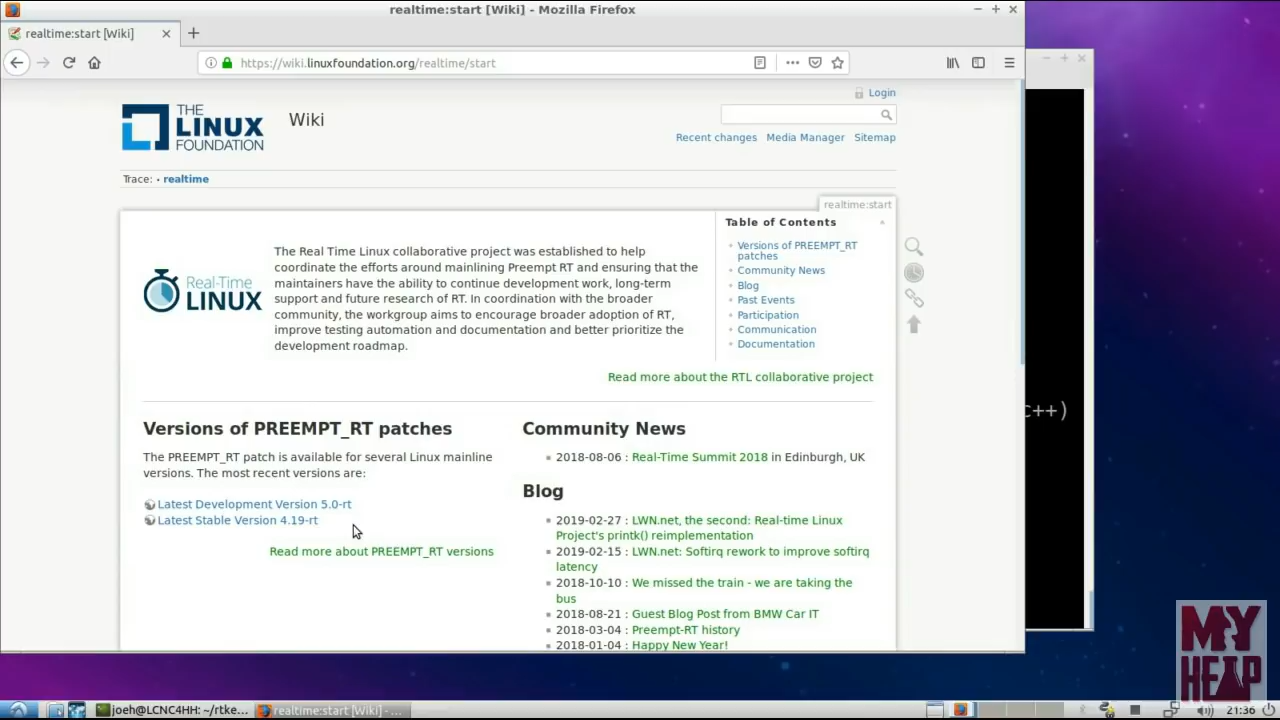 realtime:start [Wiki] - Mozilla Firefox
realtime:start [Wiki]
https://wiki.linuxfoundation.org/realtime/start
Login
THE
LINUX
FOUNDATION
Wiki
Recent changes Media Manager Sitemap
Trace: • realtime
realtime:start
Real-Time
LINUX
The Real Time Linux collaborative project was established to help
coordinate the efforts around mainlining Preempt RT and ensuring that the
maintainers have the ability to continue development work, long-term
support and future research of RT. In coordination with the broader
community, the workgroup aims to encourage broader adoption of RT,
improve testing automation and documentation and better prioritize the
development roadmap.
Table of Contents
Versions of PREEMPT_RT
patches
Community News
Blog
Past Events
Participation
Communication
Documentation
Read more about the RTL collaborative project
Versions of PREEMPT_RT patches
The PREEMPT_RT patch is available for several Linux mainline
versions. The most recent versions are:
Latest Development Version 5.0-rt
Latest Stable Version 4.19-rt
Read more about PREEMPT_RT versions
Community News
2018-08-06 : Real-Time Summit 2018 in Edinburgh, UK
Blog
2019-02-27 : LWN.net, the second: Real-time Linux
Project's printk() reimplementation
2019-02-15 : LWN.net: Softirq rework to improve softirq
latency
2018-10-10 : We missed the train - we are taking the
bus
2018-08-21 : Guest Blog Post from BMW Car IT
2018-03-04 : Preempt-RT history
2018-01-04 : Happy New Year!
c++)
MY
HEAP
joeh@LCNC4HH: ~/rtke...
realtime:start [Wiki] - ...
21:36